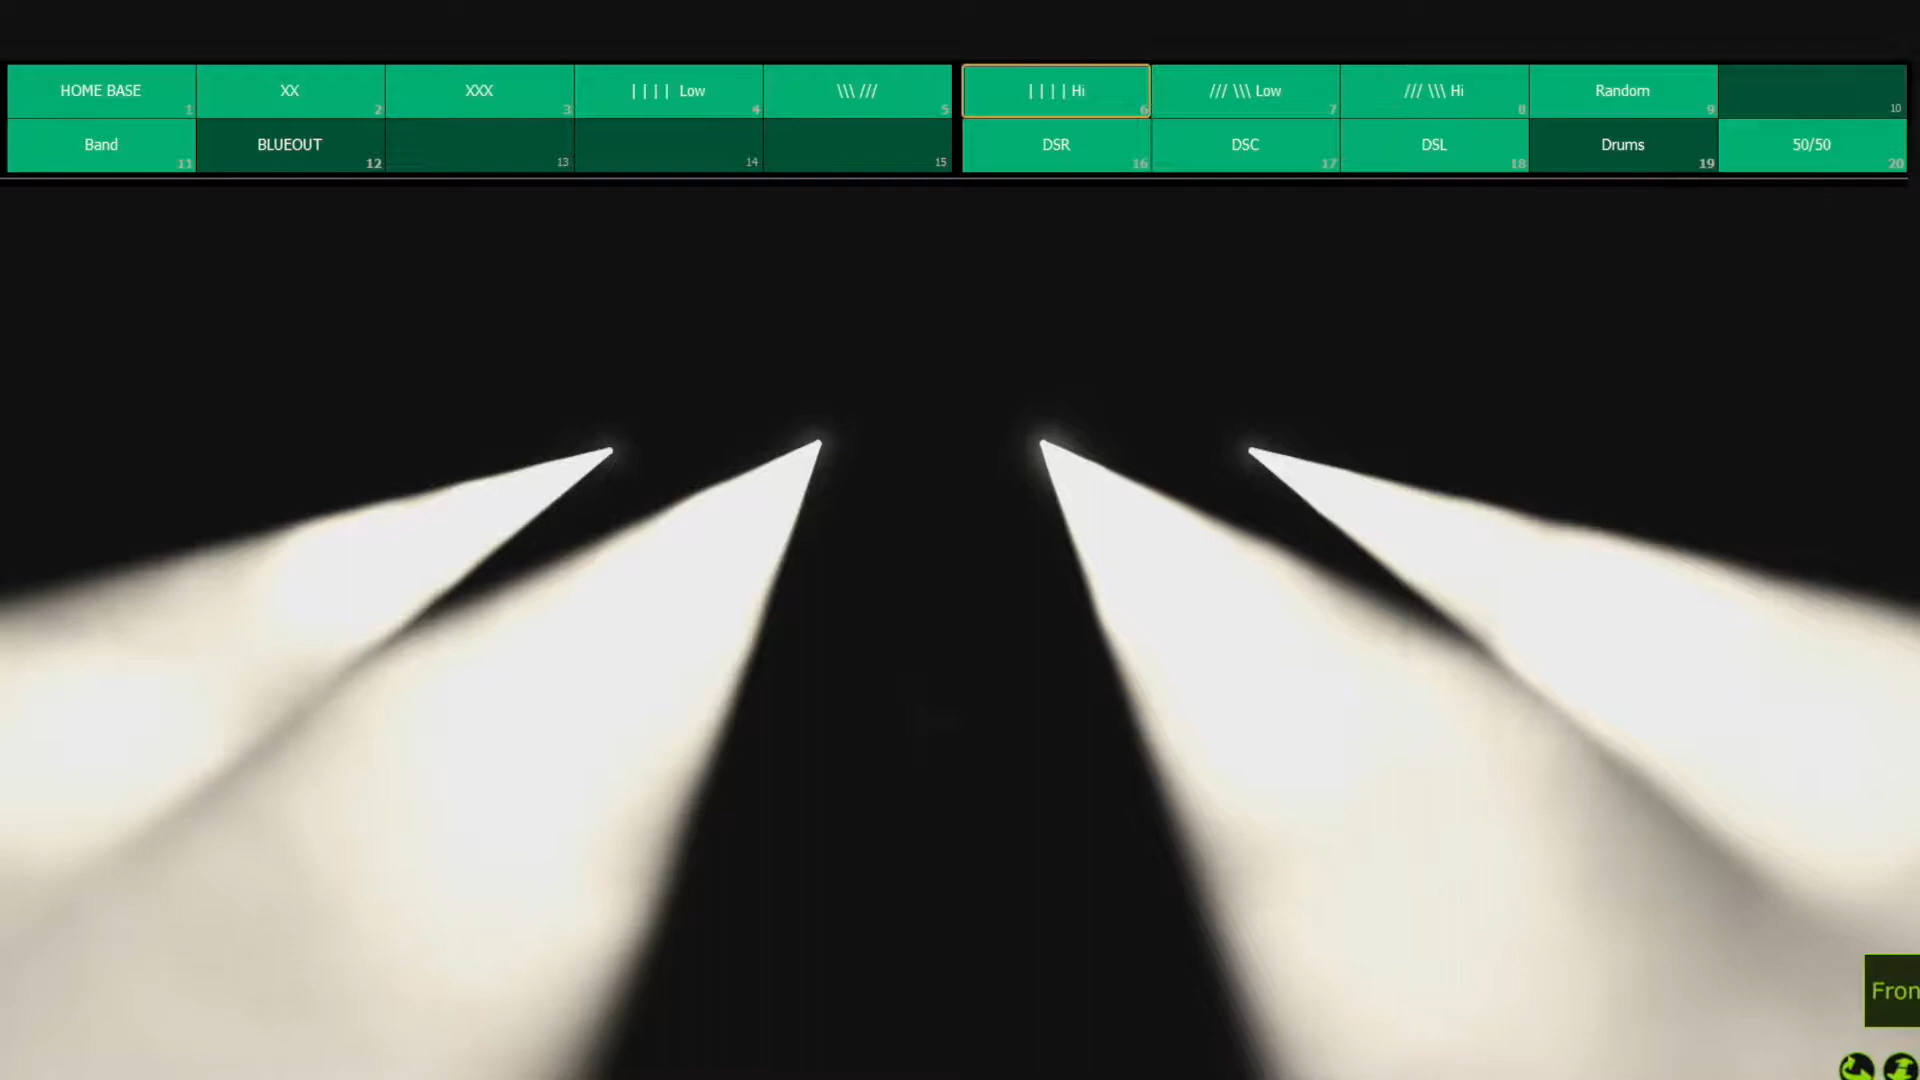 HOME BASE 1 XX 2 XXX 3 | | | | Low 4 \\\ /// 5 | | | | Hi 6 /// \\\ Low 7 /// \\\ Hi 8 Random 9 10
Band 11 BLUEOUT 12 13 14 15 DSR 16 DSC 17 DSL 18 Drums 19 50/50 20
Fron